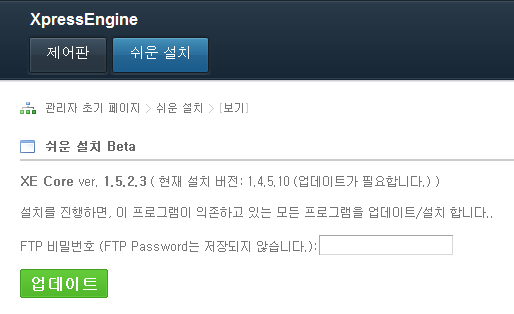 XpressEngine
제어판 쉬운 설치
관리자 초기 페이지 > 쉬운 설치 > [보기]
쉬운 설치 Beta
XE Core ver. 1.5.2.3 ( 현재 설치 버전: 1.4.5.10 (업데이트가 필요합니다.) )
설치를 진행하면, 이 프로그램이 의존하고 있는 모든 프로그램을 업데이트/설치 합니다..
FTP 비밀번호 (FTP Password는 저장되지 않습니다.):
업데이트